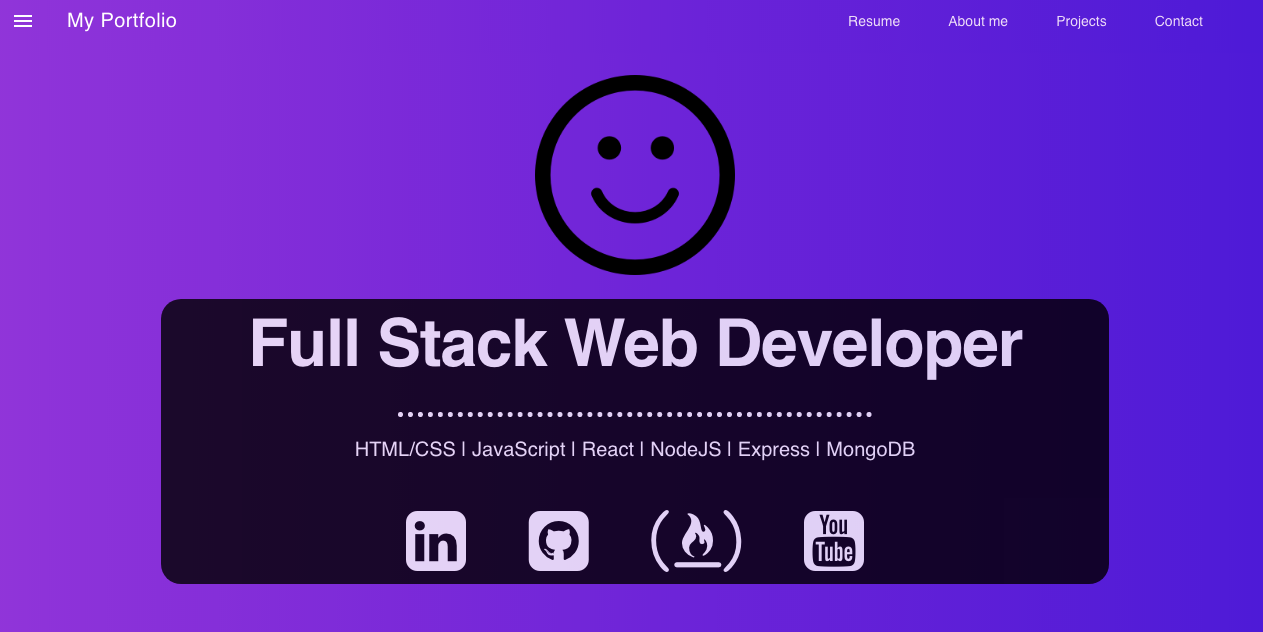 My Portfolio
Resume
About me
Projects
Contact
Full Stack Web Developer
HTML/CSS | JavaScript | React | NodeJS | Express | MongoDB
in
You
Tube